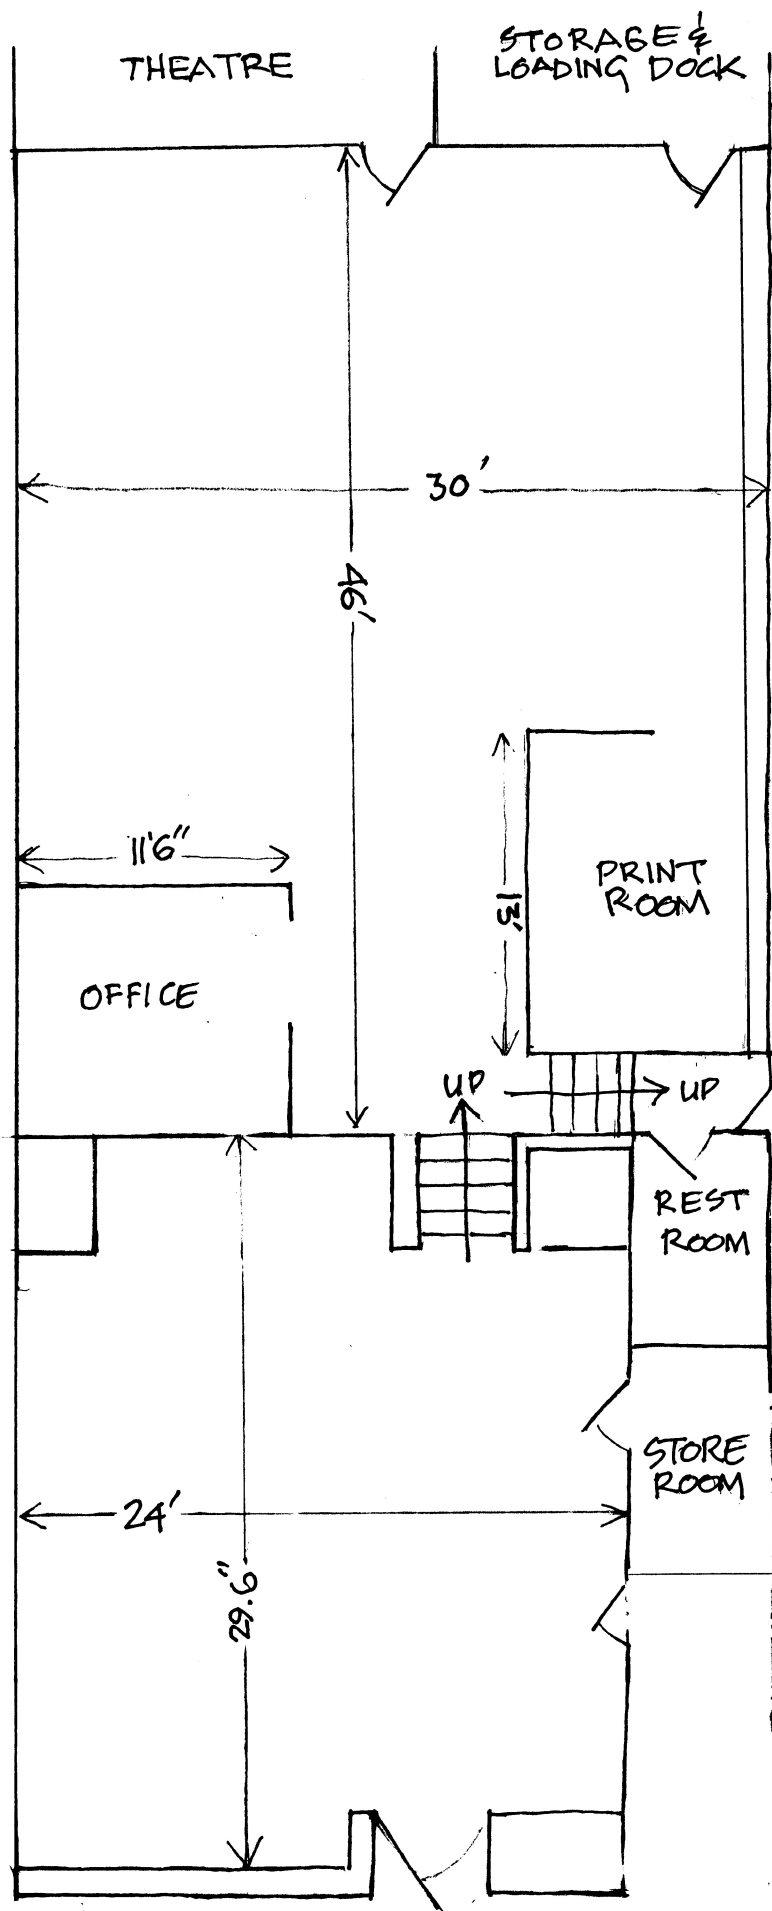 THEATRE
STORAGE &
LOADING DOCK
30'
46'
11'6"
13'
PRINT
ROOM
OFFICE
UP
UP
REST
ROOM
STORE
ROOM
24'
29.6"